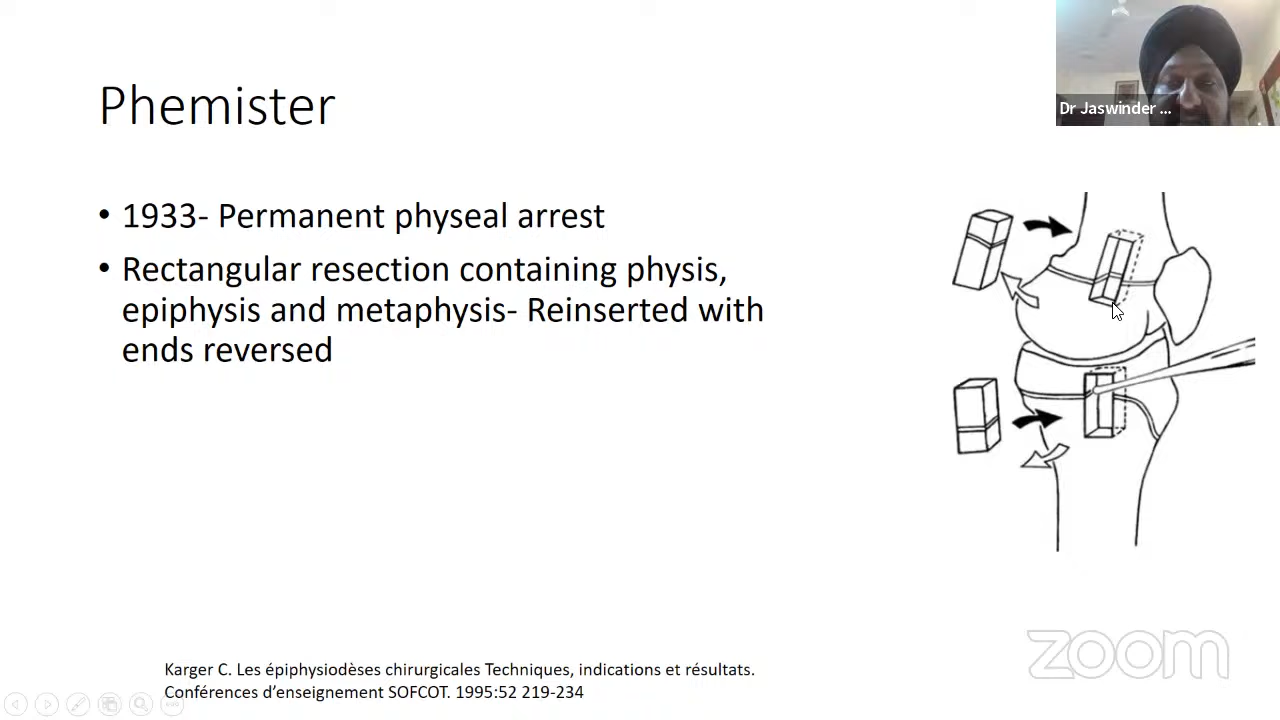 Dr Jaswinder ...
Phemister
• 1933- Permanent physeal arrest
• Rectangular resection containing physis,
epiphysis and metaphysis- Reinserted with
ends reversed
zoom
Karger C. Les épiphysiodèses chirurgicales Techniques, indications et résultats.
Conférences d’enseignement SOFCOT. 1995:52 219-234